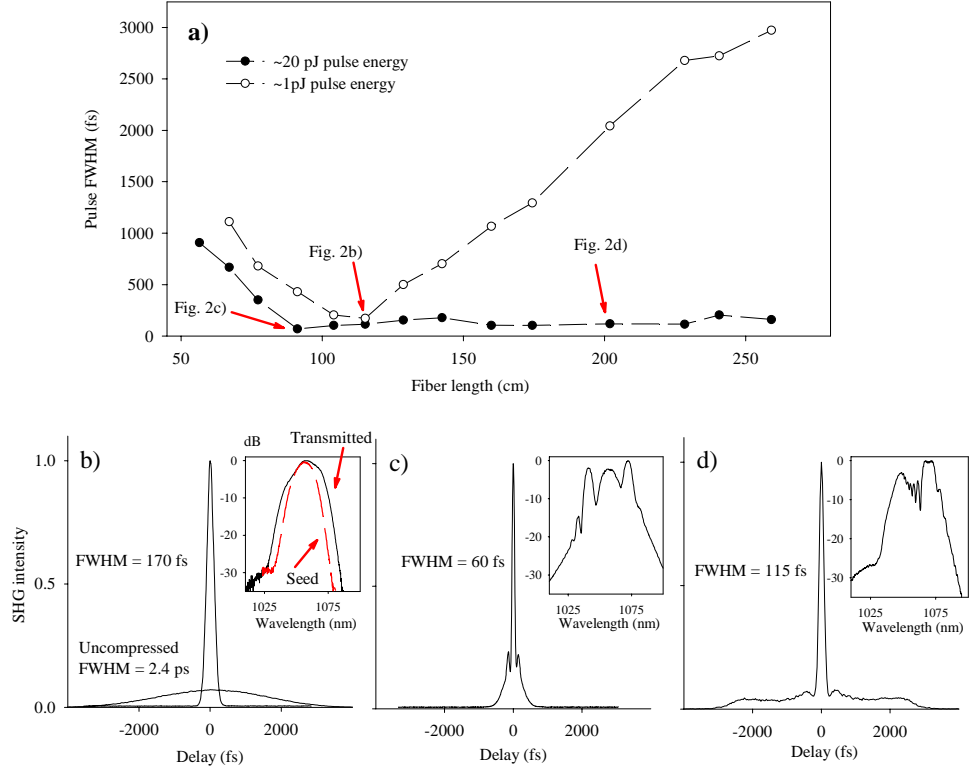 a)
~20 pJ pulse energy
~1pJ pulse energy
Pulse FWHM (fs)
3000
2500
2000
1500
1000
500
0
Fig. 2b)
Fig. 2c)
Fig. 2d)
50
100
150
200
250
Fiber length (cm)
b)
SHG intensity
1.0
0.5
0.0
FWHM = 170 fs
Uncompressed
FWHM = 2.4 ps
dB
Transmitted
Seed
0
-10
-20
-30
1025
1075
Wavelength (nm)
-2000
0
2000
Delay (fs)
c)
FWHM = 60 fs
0
-10
-20
-30
1025
1075
Wavelength (nm)
-2000
0
2000
Delay (fs)
d)
FWHM = 115 fs
0
-10
-20
-30
1025
1075
Wavelength (nm)
-2000
0
2000
Delay (fs)